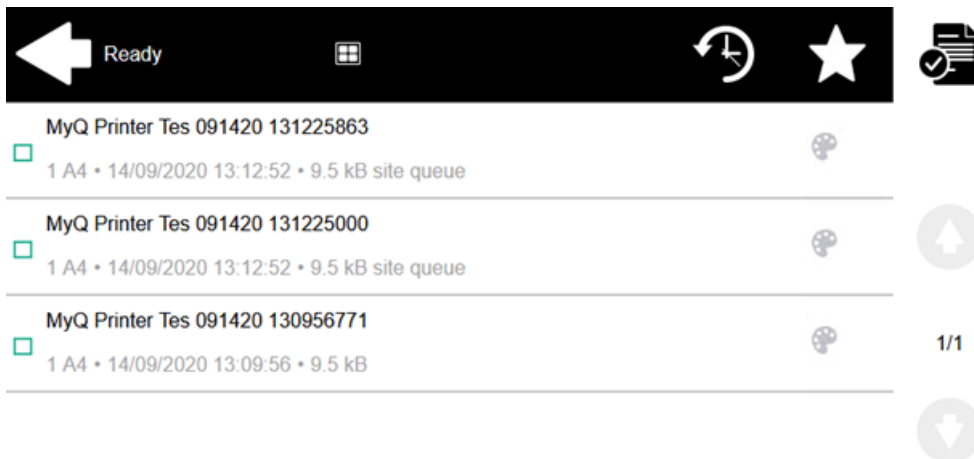 Ready
MyQ Printer Tes 091420 131225863
1 A4 • 14/09/2020 13:12:52 • 9.5 kB site queue
MyQ Printer Tes 091420 131225000
1 A4 • 14/09/2020 13:12:52 • 9.5 kB site queue
MyQ Printer Tes 091420 130956771
1 A4 • 14/09/2020 13:09:56 • 9.5 kB
1/1